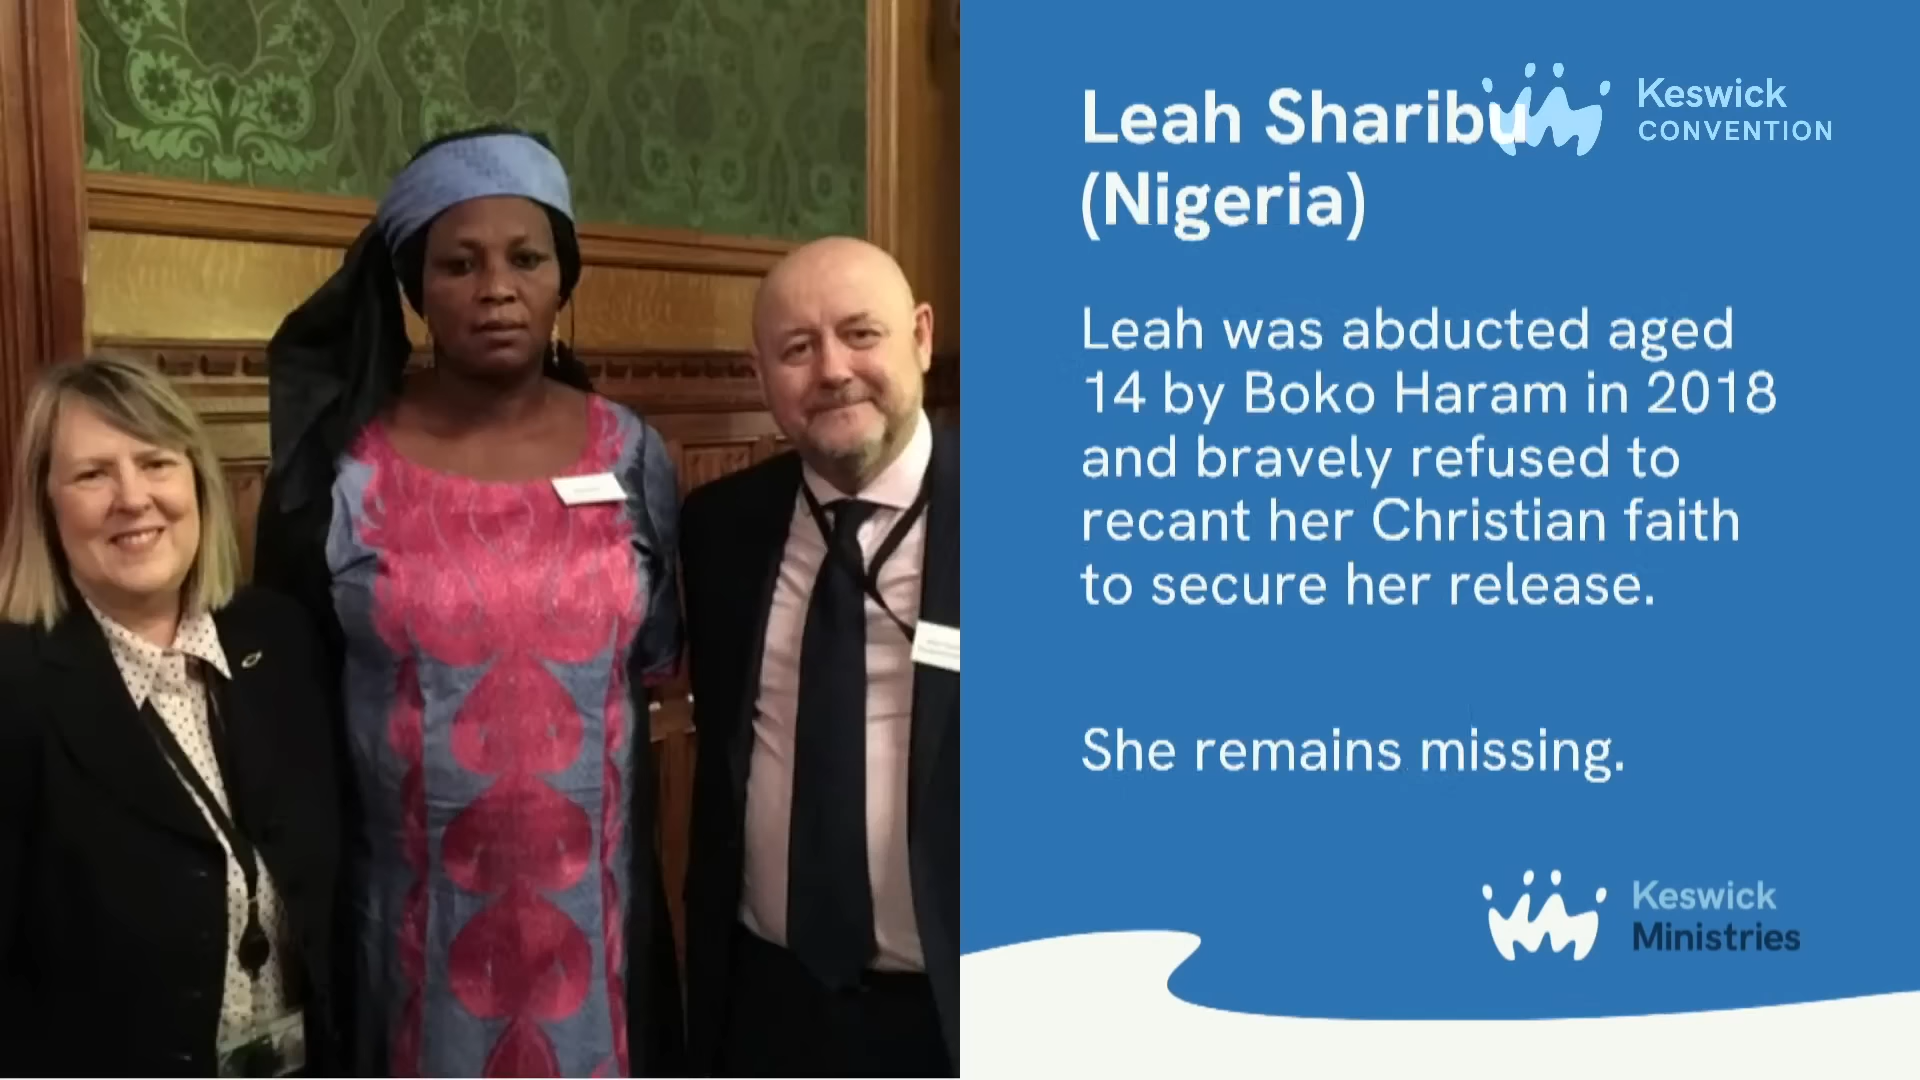 Leah Sharibu
(Nigeria)
Keswick
CONVENTION
Leah was abducted aged
14 by Boko Haram in 2018
and bravely refused to
recant her Christian faith
to secure her release.
She remains missing.
Keswick
Ministries